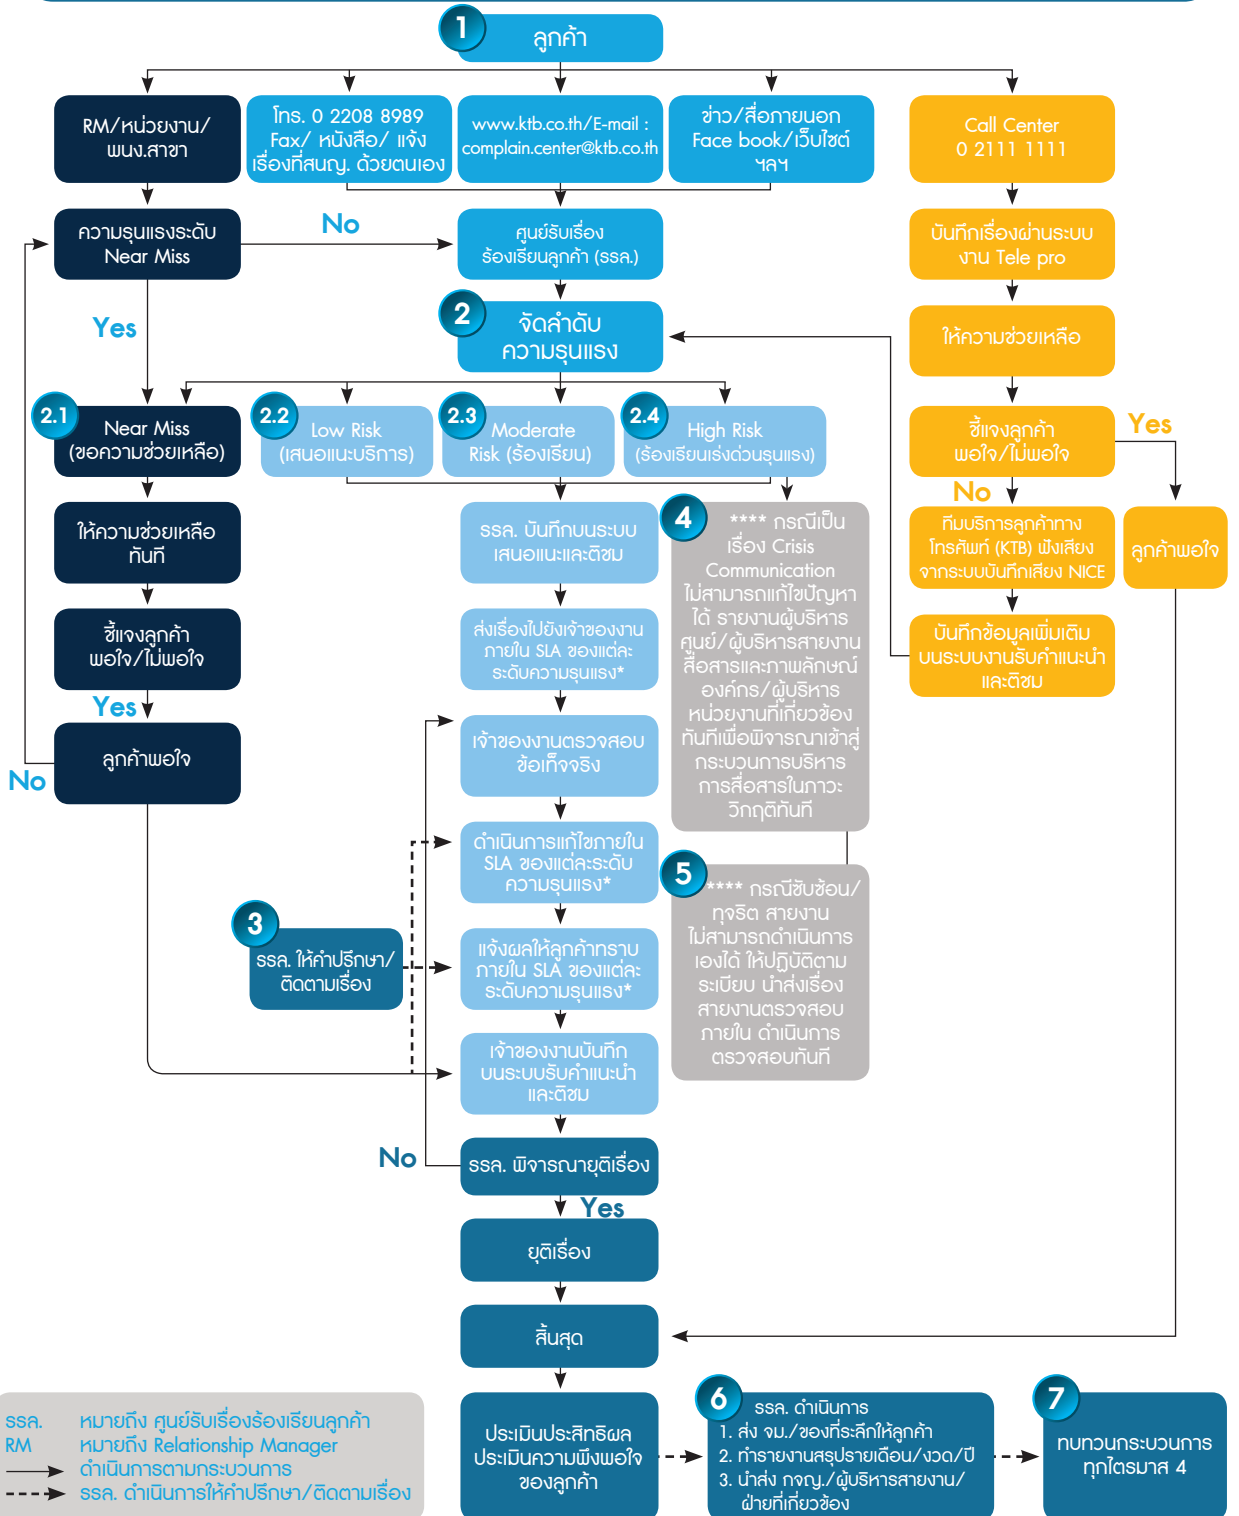 1
ลูกค้า
RM/หน่วยงาน/
พนง.สาขา
โทร. 0 2208 8989
Fax/ หนังสือ/ แจ้ง
เรื่องที่สนญ. ด้วยตนเอง
www.ktb.co.th/E-mail :
complain.center@ktb.co.th
ข่าว/สื่อภายนอก
Face book/เว็บไซต์
ฯลฯ
Call Center
0 2111 1111
ความรุนแรงระดับ
Near Miss
No
ศูนย์รับเรื่อง
ร้องเรียนลูกค้า (รรล.)
บันทึกเรื่องผ่านระบบ
งาน Tele pro
Yes
2
จัดลำดับ
ความรุนแรง
ให้ความช่วยเหลือ
2.1
Near Miss
(ขอความช่วยเหลือ)
2.2
Low Risk
(เสนอแนะบริการ)
2.3
Moderate
Risk (ร้องเรียน)
2.4
High Risk
(ร้องเรียนเร่งด่วนรุนแรง)
ชี้แจงลูกค้า
พอใจ/ไม่พอใจ
Yes
No
ให้ความช่วยเหลือ
ทันที
รรล. บันทึกบนระบบ
เสนอแนะและติชม
4
**** กรณีเป็น
เรื่อง Crisis
Communication
ไม่สามารถแก้ไขปัญหา
ได้ รายงานผู้บริหาร
ศูนย์/ผู้บริหารสายงาน
สื่อสารและภาพลักษณ์
องค์กร/ผู้บริหาร
หน่วยงานที่เกี่ยวข้อง
ทันทีเพื่อพิจารณาเข้าสู่
กระบวนการบริหาร
การสื่อสารในภาวะ
วิกฤติทันที
ทีมบริการลูกค้าทาง
โทรศัพท์ (KTB) ฟังเสียง
จากระบบบันทึกเสียง NICE
ลูกค้าพอใจ
ชี้แจงลูกค้า
พอใจ/ไม่พอใจ
ส่งเรื่องไปยังเจ้าของงาน
ภายใน SLA ของแต่ละ
ระดับความรุนแรง*
บันทึกข้อมูลเพิ่มเติม
บนระบบงานรับคำแนะนำ
และติชม
Yes
ลูกค้าพอใจ
No
เจ้าของงานตรวจสอบ
ข้อเท็จจริง
ดำเนินการแก้ไขภายใน
SLA ของแต่ละระดับ
ความรุนแรง*
5
**** กรณีซับซ้อน/
ทุจริต สายงาน
ไม่สามารถดำเนินการ
เองได้ ให้ปฏิบัติตาม
ระเบียบ นำส่งเรื่อง
สายงานตรวจสอบ
ภายใน ดำเนินการ
ตรวจสอบทันที
3
รรล. ให้คำปรึกษา/
ติดตามเรื่อง
แจ้งผลให้ลูกค้าทราบ
ภายใน SLA ของแต่ละ
ระดับความรุนแรง*
เจ้าของงานบันทึก
บนระบบรับคำแนะนำ
และติชม
No
รรล. พิจารณายุติเรื่อง
Yes
ยุติเรื่อง
สิ้นสุด
รรล. หมายถึง ศูนย์รับเรื่องร้องเรียนลูกค้า
RM หมายถึง Relationship Manager
ดำเนินการตามกระบวนการ
รรล. ดำเนินการให้คำปรึกษา/ติดตามเรื่อง
ประเมินประสิทธิผล
ประเมินความพึงพอใจ
ของลูกค้า
6
รรล. ดำเนินการ
1. ส่ง จม./ของที่ระลึกให้ลูกค้า
2. ทำรายงานสรุปรายเดือน/งวด/ปี
3. นำส่ง กจญ./ผู้บริหารสายงาน/
ฝ่ายที่เกี่ยวข้อง
7
ทบทวนกระบวนการ
ทุกไตรมาส 4